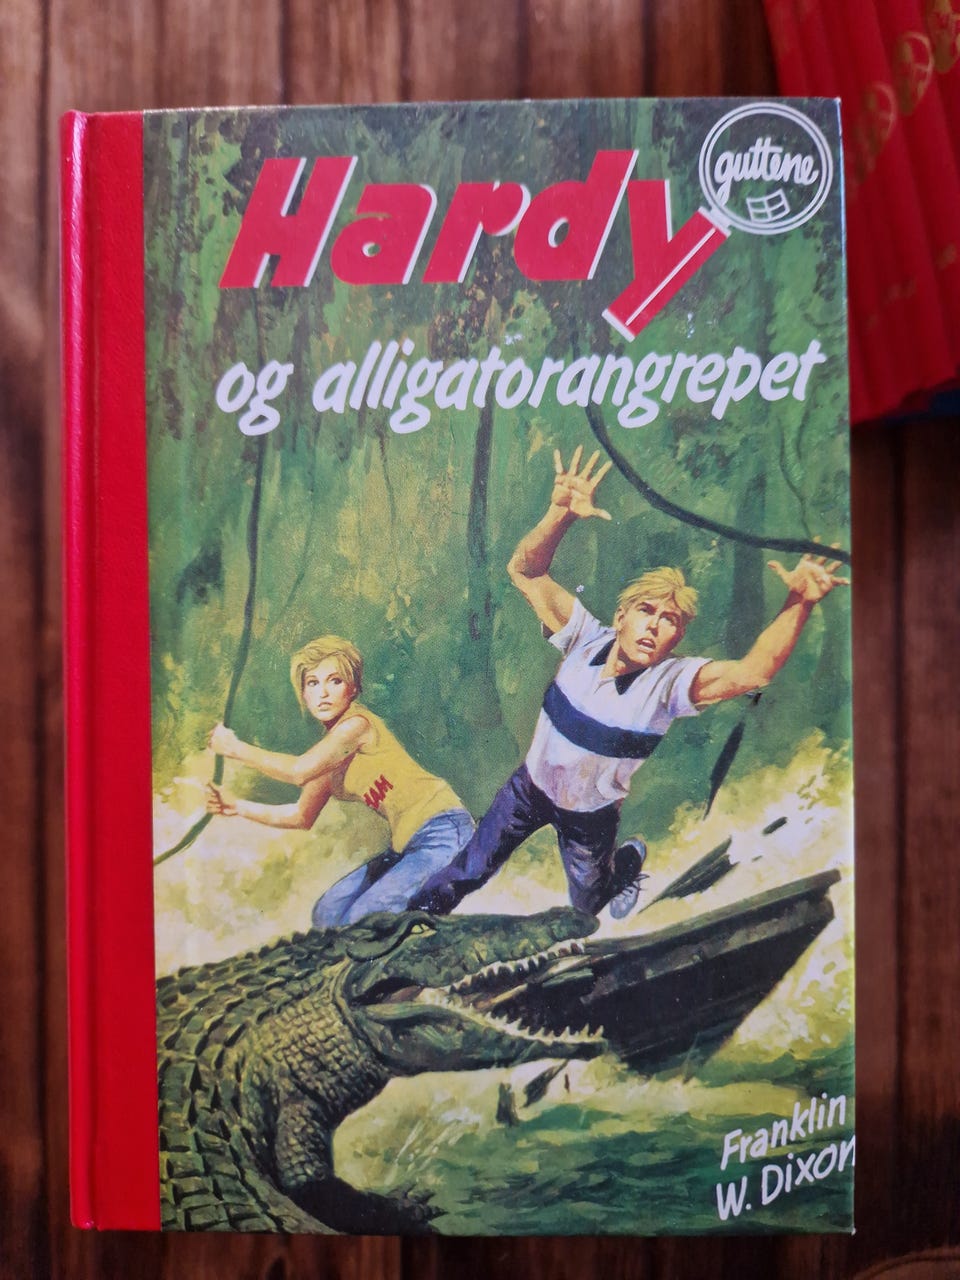 Hardy
guttene
og alligatorangrepet
Franklin
W. Dixon